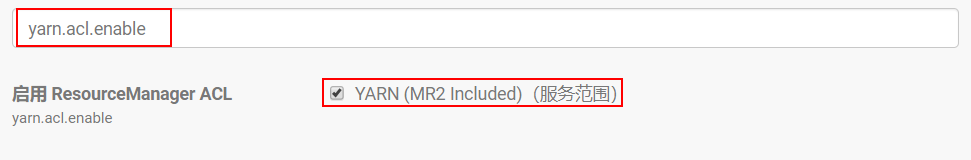 yarn.acl.enable
启用 ResourceManager ACL
YARN (MR2 Included)（服务范围）
yarn.acl.enable